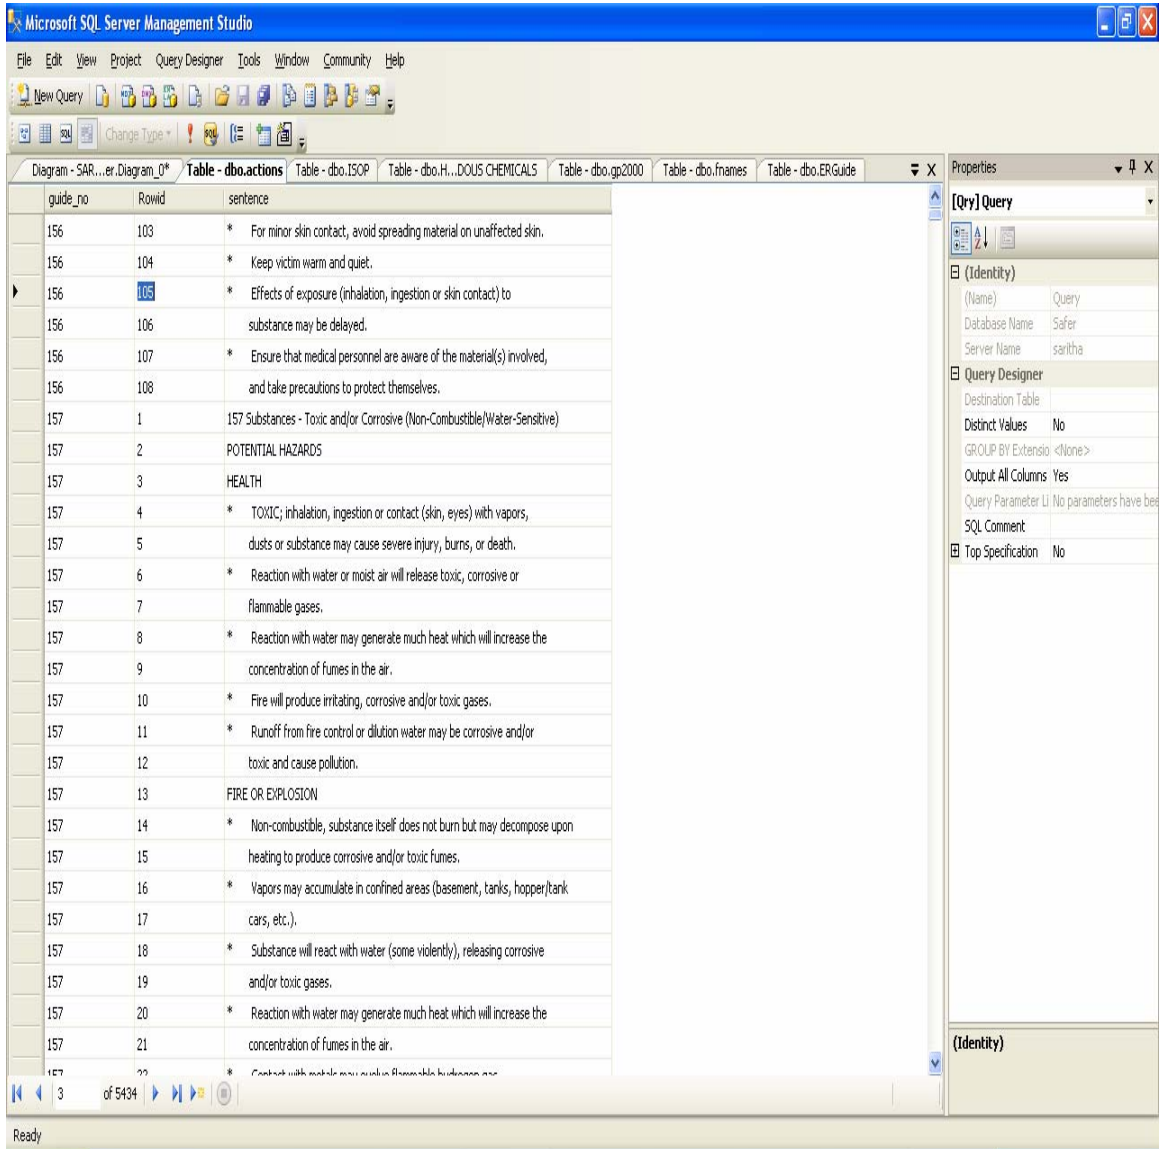 Microsoft SQL Server Management Studio
File Edit View Project Query Designer Tools Window Community Help
New Query
Change Type
Diagram - SAR...er.Diagram_0* Table - dbo.actions Table - dbo.ISOP Table - dbo.H...DOUS CHEMICALS Table - dbo.gp2000 Table - dbo.fnames Table - dbo.ERGuide X
guide_no Rowid sentence
156 103 * For minor skin contact, avoid spreading material on unaffected skin.
156 104 * Keep victim warm and quiet.
156 105 * Effects of exposure (inhalation, ingestion or skin contact) to
156 106 substance may be delayed.
156 107 * Ensure that medical personnel are aware of the material(s) involved,
156 108 and take precautions to protect themselves.
157 1 157 Substances - Toxic and/or Corrosive (Non-Combustible/Water-Sensitive)
157 2 POTENTIAL HAZARDS
157 3 HEALTH
157 4 * TOXIC; inhalation, ingestion or contact (skin, eyes) with vapors,
157 5 dusts or substance may cause severe injury, burns, or death.
157 6 * Reaction with water or moist air will release toxic, corrosive or
157 7 flammable gases.
157 8 * Reaction with water may generate much heat which will increase the
157 9 concentration of fumes in the air.
157 10 * Fire will produce irritating, corrosive and/or toxic gases.
157 11 * Runoff from fire control or dilution water may be corrosive and/or
157 12 toxic and cause pollution.
157 13 FIRE OR EXPLOSION
157 14 * Non-combustible, substance itself does not burn but may decompose upon
157 15 heating to produce corrosive and/or toxic fumes.
157 16 * Vapors may accumulate in confined areas (basement, tanks, hopper/tank
157 17 cars, etc.).
157 18 * Substance will react with water (some violently), releasing corrosive
157 19 and/or toxic gases.
157 20 * Reaction with water may generate much heat which will increase the
157 21 concentration of fumes in the air.
157 22 * Contact with metals may evolve flammable hydrogen gas.
3 of 5434
Ready
Properties X
[Qry] Query
(Identity)
(Name) Query
Database Name Safer
Server Name saritha
Query Designer
Destination Table
Distinct Values No
GROUP BY Extensio <None>
Output All Columns Yes
Query Parameter Li No parameters have bee
SQL Comment
Top Specification No
(Identity)